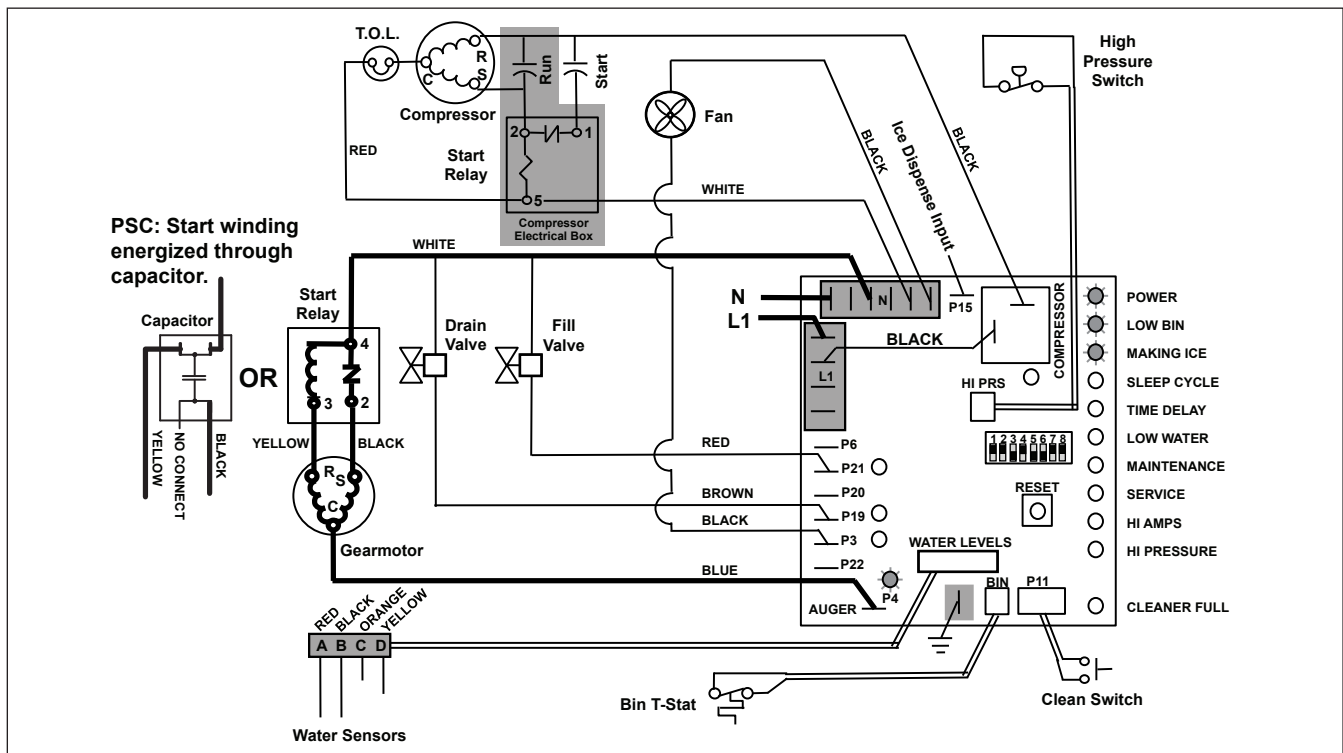 T.O.L.
R
S
C
Compressor
Run
Start
2
1
Start
Relay
5
Compressor
Electrical Box
RED
WHITE
Fan
BLACK
Ice Dispense Input
BLACK
High
Pressure
Switch
PSC: Start winding
energized through
capacitor.
WHITE
Capacitor
OR
Start
Relay
4
3
2
YELLOW
NO CONNECT
BLACK
YELLOW
BLACK
R
S
C
Gearmotor
Drain
Valve
Fill
Valve
N
L1
N
P15
L1
BLACK
COMPRESSOR
HI PRS
1 2 3 4 5 6 7 8
RESET
POWER
LOW BIN
MAKING ICE
SLEEP CYCLE
TIME DELAY
LOW WATER
MAINTENANCE
SERVICE
HI AMPS
HI PRESSURE
CLEANER FULL
P6
RED
P21
P20
BROWN
P19
BLACK
P3
P22
BLUE
P4
AUGER
WATER LEVELS
BIN
P11
RED
BLACK
ORANGE
YELLOW
A B C D
Water Sensors
Bin T-Stat
Clean Switch